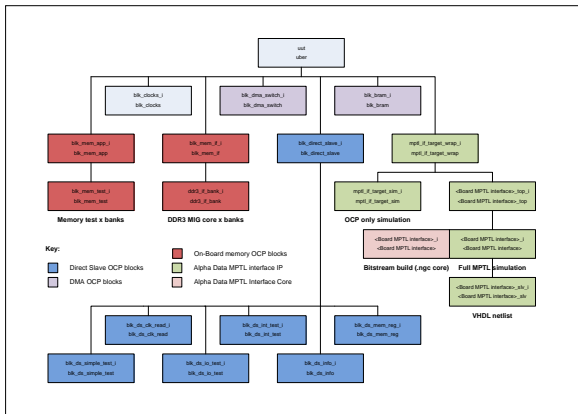 uut
uber
blk_clocks_i
blk_clocks
blk_dma_switch_i
blk_dma_switch
blk_bram_i
blk_bram
blk_mem_app_i
blk_mem_app
blk_mem_if_i
blk_mem_if
blk_direct_slave_i
blk_direct_slave
mptl_if_target_wrap_i
mptl_if_target_wrap
blk_mem_test_i
blk_mem_test
ddr3_if_bank_i
ddr3_if_bank
mptl_if_target_sim_i
mptl_if_target_sim
<Board MPTL interface>_top_i
<Board MPTL interface>_top
Memory test x banks
DDR3 MIG core x banks
OCP only simulation
<Board MPTL interface>_i
<Board MPTL interface>
<Board MPTL interface>_i
<Board MPTL interface>
Bitstream build (.ngc core)
Full MPTL simulation
Key:
On-Board memory OCP blocks
Direct Slave OCP blocks
Alpha Data MPTL interface IP
DMA OCP blocks
Alpha Data MPTL Interface Core
<Board MPTL interface>_slv_i
<Board MPTL interface>_slv
VHDL netlist
blk_ds_clk_read_i
blk_ds_clk_read
blk_ds_int_test_i
blk_ds_int_test
blk_ds_mem_reg_i
blk_ds_mem_reg
blk_ds_simple_test_i
blk_ds_simple_test
blk_ds_io_test_i
blk_ds_io_test
blk_ds_info_i
blk_ds_info